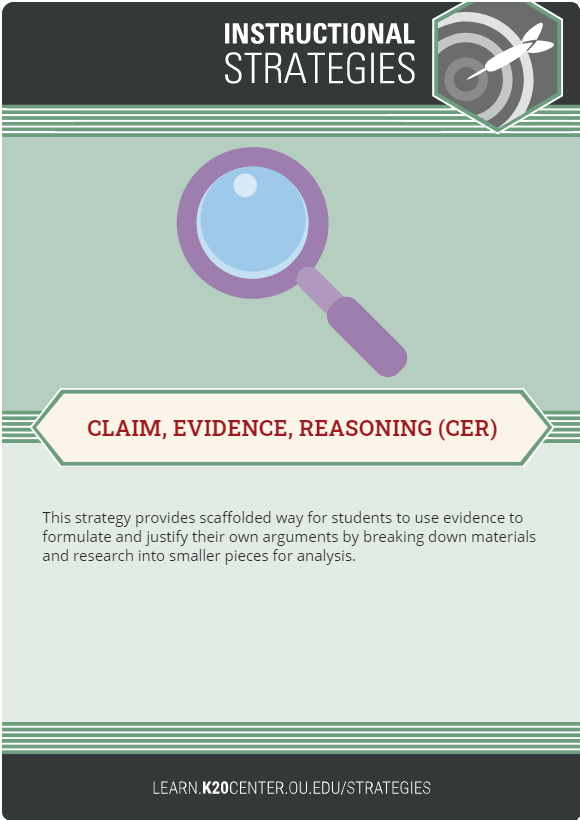 INSTRUCTIONAL
STRATEGIES
CLAIM, EVIDENCE, REASONING (CER)
This strategy provides scaffolded way for students to use evidence to
formulate and justify their own arguments by breaking down materials
and research into smaller pieces for analysis.
LEARN.K20CENTER.OU.EDU/STRATEGIES